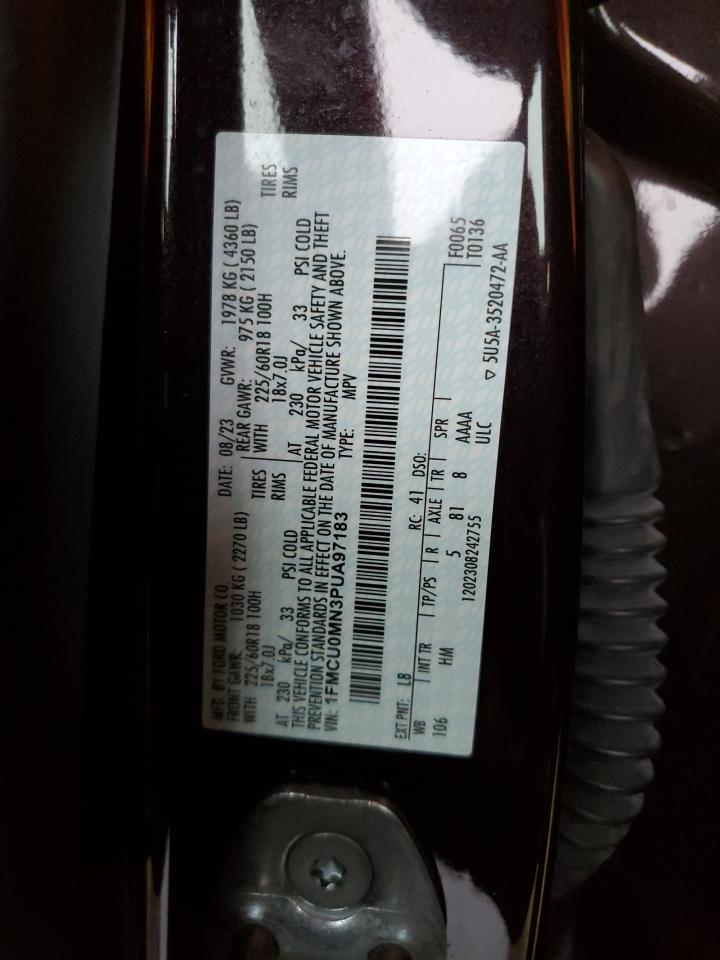 MFD. BY FORD MOTOR CO. DATE: 08/23 GVWR: 1978 KG ( 4360 LB)
FRONT GAWR: 1030 KG ( 2270 LB) REAR GAWR: 975 KG ( 2150 LB)
WITH 225/60R18 100H TIRES WITH 225/60R18 100H TIRES
18x7.0J RIMS 18x7.0J RIMS
AT 230 kPa/ 33 PSI COLD AT 230 kPa/ 33 PSI COLD
THIS VEHICLE CONFORMS TO ALL APPLICABLE FEDERAL MOTOR VEHICLE SAFETY AND THEFT
PREVENTION STANDARDS IN EFFECT ON THE DATE OF MANUFACTURE SHOWN ABOVE.
VIN: 1FMCU0MN3PUA97183 TYPE: MPV
EXT PNT: L8 RC: 41 DSO: F0065
WB INT TR TP/PS R AXLE TR SPR T0136
106 HM 5 81 8 AAAA
1202308242755 ULC ▽ 5U5A-3520472-AA